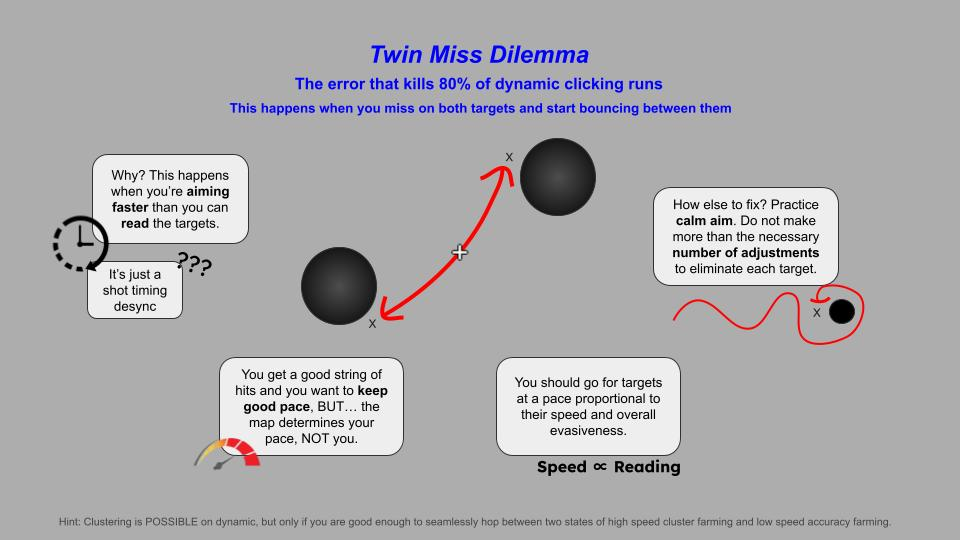 Twin Miss Dilemma
The error that kills 80% of dynamic clicking runs
This happens when you miss on both targets and start bouncing between them
x
Why? This happens
when you're aiming
faster than you can
read the targets.
???
It's just a
shot timing
desync
x
How else to fix? Practice
calm aim. Do not make
more than the necessary
number of adjustments
to eliminate each target.
x
You get a good string of
hits and you want to keep
good pace, BUT… the
map determines your
pace, NOT you.
You should go for targets
at a pace proportional to
their speed and overall
evasiveness.
Speed ∝ Reading
Hint: Clustering is POSSIBLE on dynamic, but only if you are good enough to seamlessly hop between two states of high speed cluster farming and low speed accuracy farming.